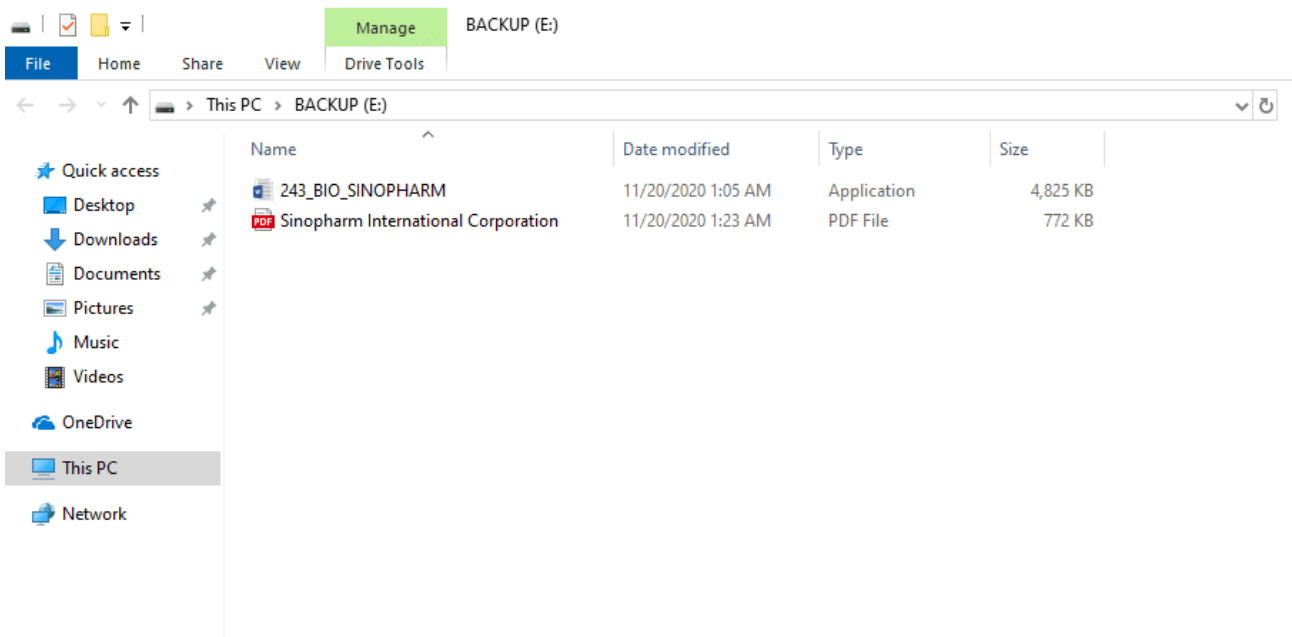 Manage BACKUP (E:)
File Home Share View Drive Tools
This PC > BACKUP (E:)
Name Date modified Type Size
Quick access
Desktop
Downloads
Documents
Pictures
Music
Videos
OneDrive
This PC
Network
243_BIO_SINOPHARM 11/20/2020 1:05 AM Application 4,825 KB
PDF Sinopharm International Corporation 11/20/2020 1:23 AM PDF File 772 KB